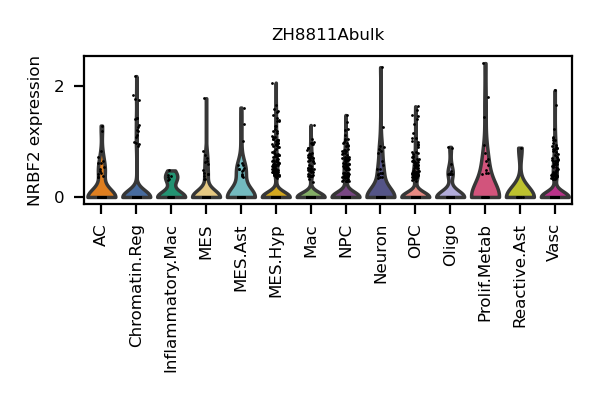 ZH8811Abulk
NRBF2 expression
2
0
AC
Chromatin.Reg
Inflammatory.Mac
MES
MES.Ast
MES.Hyp
Mac
NPC
Neuron
OPC
Oligo
Prolif.Metab
Reactive.Ast
Vasc